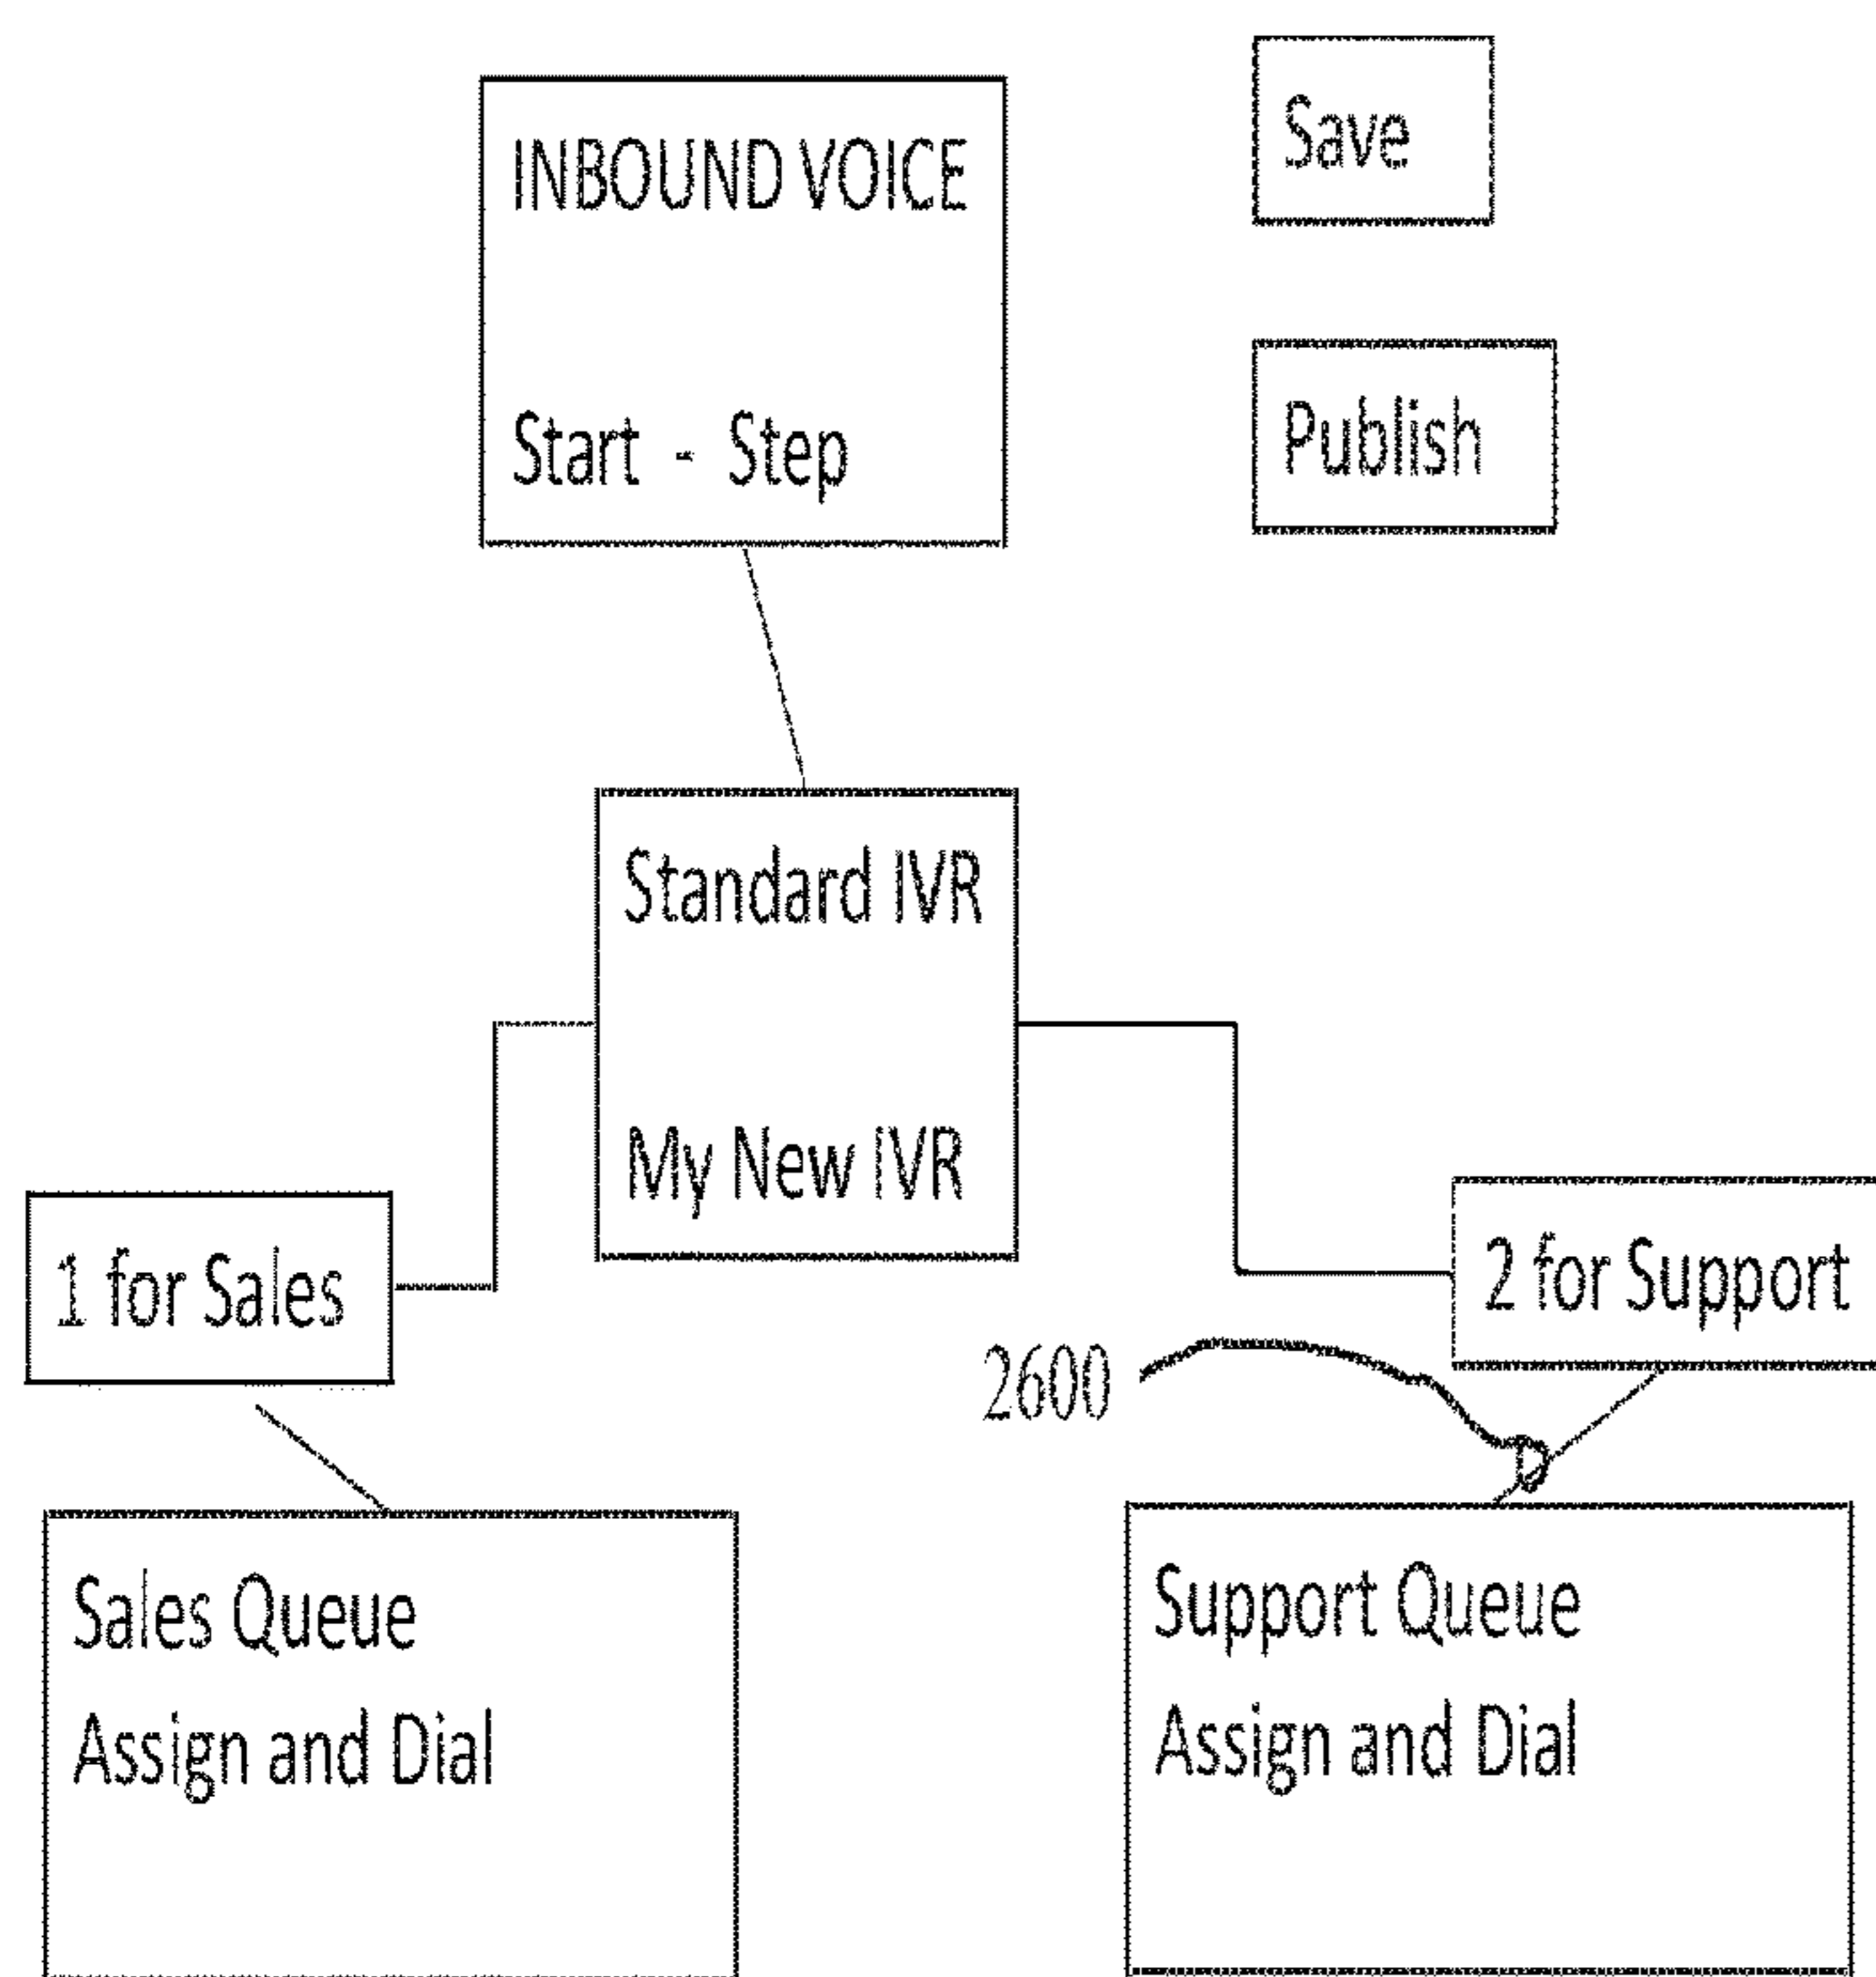 INBOUND VOICE
Start - Step
Save
Publish
Standard IVR
My New IVR
1 for Sales
2 for Support
2600
Sales Queue
Assign and Dial
Support Queue
Assign and Dial